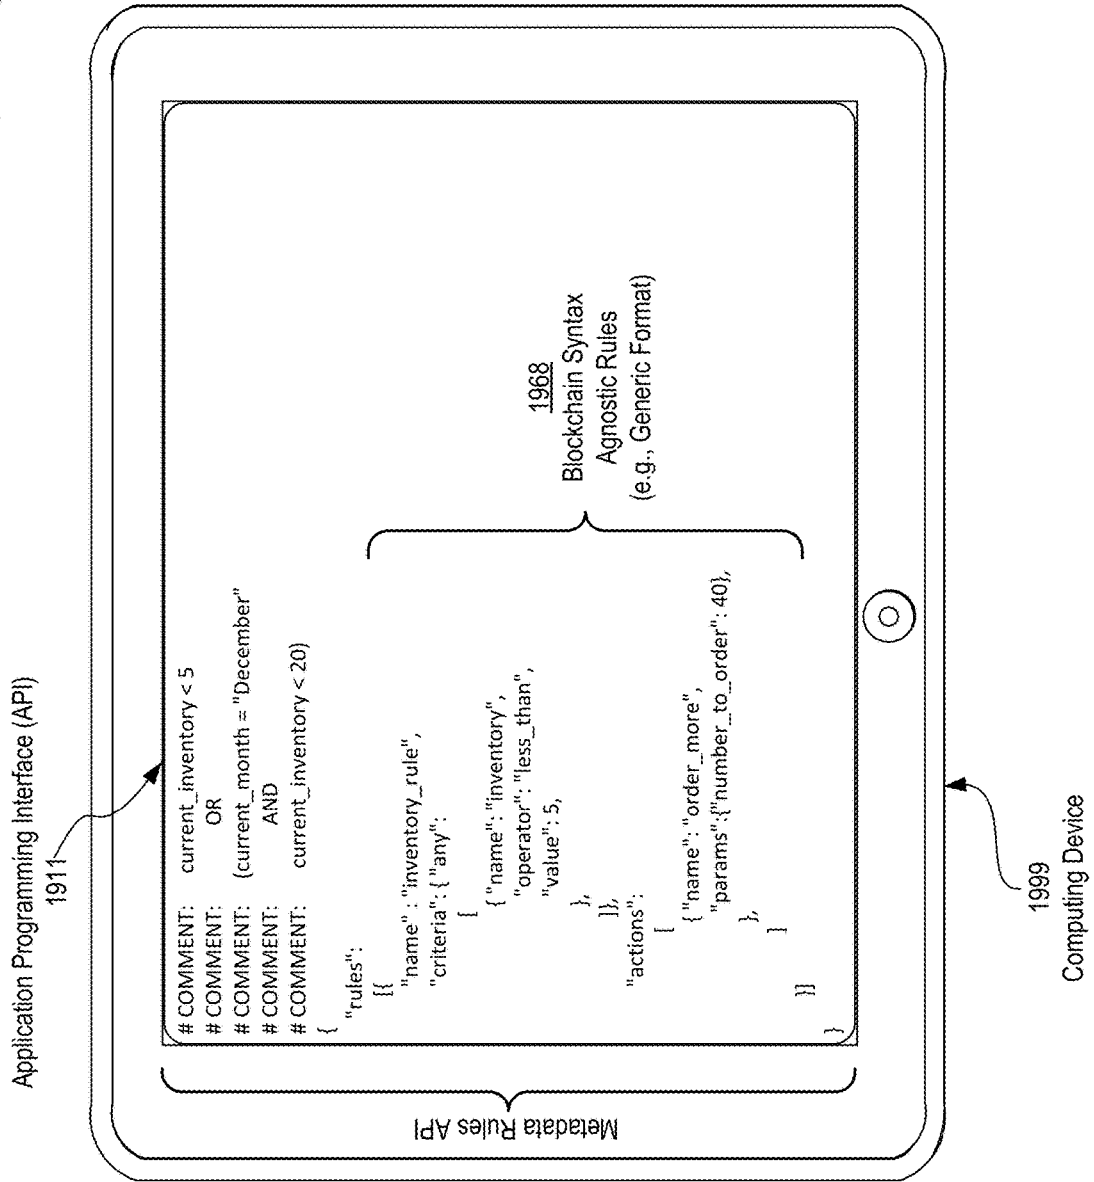 Application Programming Interface (API)
1911
Metadata Rules API
# COMMENT: current_inventory < 5
# COMMENT: OR
# COMMENT: (current_month = "December"
# COMMENT: AND
# COMMENT: current_inventory < 20)
{
"rules":
[{
"name" : "inventory_rule",
"criteria": { "any":
[
{ "name": "inventory",
"operator": "less_than",
"value": 5,
},
]},
"actions":
[
{ "name": "order_more",
"params":{"number_to_order": 40},
},
]
}]
}
1968
Blockchain Syntax
Agnostic Rules
(e.g., Generic Format)
1999
Computing Device